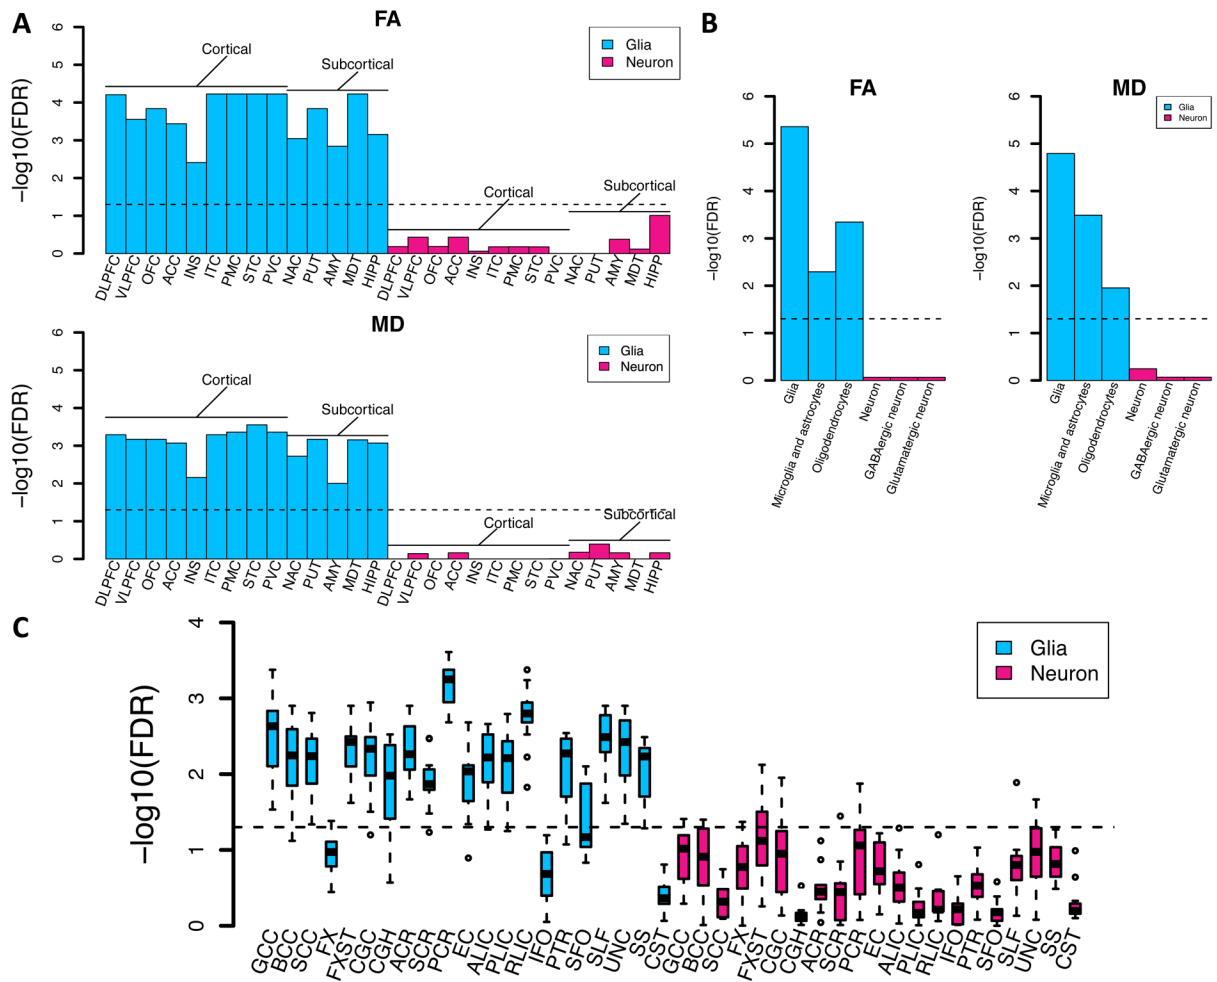 A
FA
Glia
Neuron
−log10(FDR)
6
5
4
3
2
1
0
Cortical
Subcortical
Cortical
Subcortical
DLPFC
VLPFC
OFC
ACC
INS
ITC
PMC
STC
PVC
NAC
PUT
AMY
MDT
HIPP
DLPFC
VLPFC
OFC
ACC
INS
ITC
PMC
STC
PVC
NAC
PUT
AMY
MDT
HIPP
MD
Glia
Neuron
−log10(FDR)
6
5
4
3
2
1
0
Cortical
Subcortical
Cortical
Subcortical
DLPFC
VLPFC
OFC
ACC
INS
ITC
PMC
STC
PVC
NAC
PUT
AMY
MDT
HIPP
DLPFC
VLPFC
OFC
ACC
INS
ITC
PMC
STC
PVC
NAC
PUT
AMY
MDT
HIPP
B
FA
−log10(FDR)
6
5
4
3
2
1
0
Glia
Microglia and astrocytes
Oligodendrocytes
Neuron
GABAergic neuron
Glutamatergic neuron
MD
Glia
Neuron
−log10(FDR)
6
5
4
3
2
1
0
Glia
Microglia and astrocytes
Oligodendrocytes
Neuron
GABAergic neuron
Glutamatergic neuron
C
Glia
Neuron
−log10(FDR)
4
3
2
1
0
GCC
BCC
SCC
FX
FXST
CGC
CGH
ACR
SCR
PCR
EC
ALIC
PLIC
RLIC
IFO
PTR
SFO
SLF
UNC
SS
CST
GCC
BCC
SCC
FX
FXST
CGC
CGH
ACR
SCR
PCR
EC
ALIC
PLIC
RLIC
IFO
PTR
SFO
SLF
UNC
SS
CST